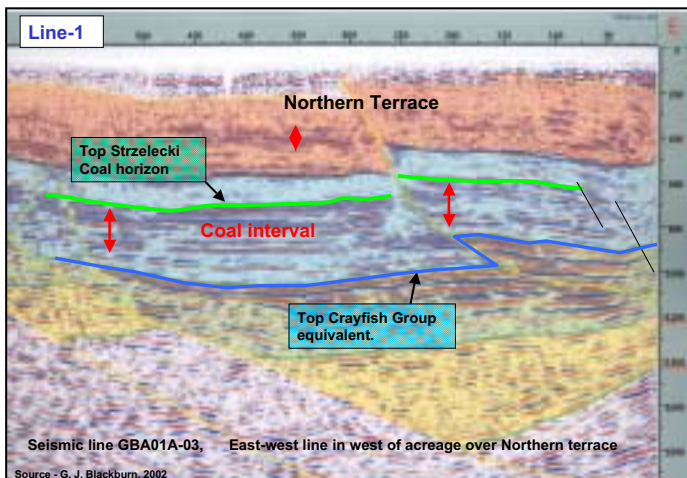 Line-1
Northern Terrace
Top Strzelecki
Coal horizon
Coal interval
Top Crayfish Group
equivalent.
Seismic line GBA01A-03, East-west line in west of acreage over Northern terrace
Source - G. J. Blackburn, 2002